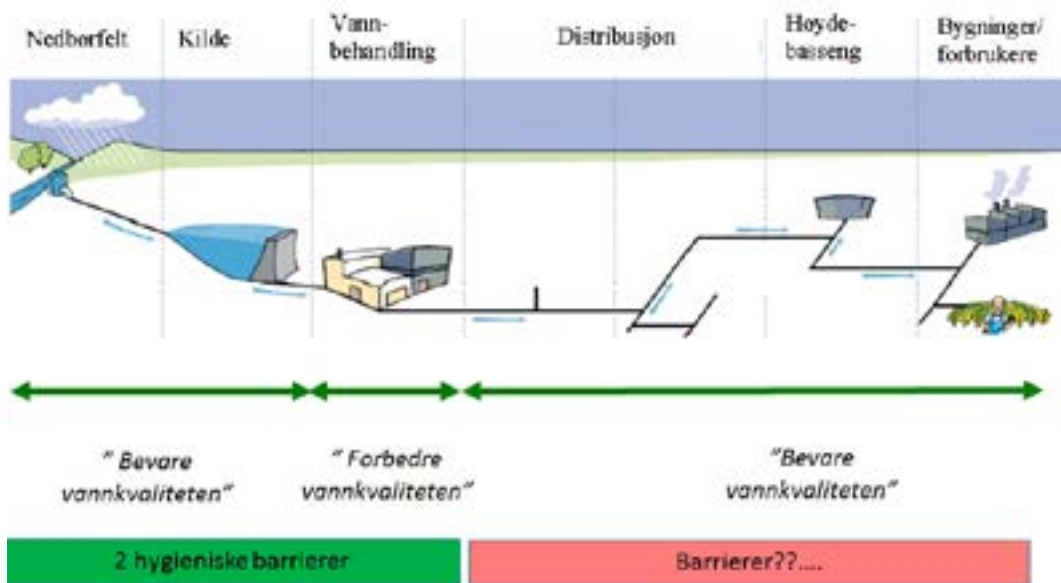 Nedbørfelt
Kilde
Vann-
behandling
Distribusjon
Høyde-
basseng
Bygninger/
forbrukere
" Bevare
vannkvaliteten"
" Forbedre
vannkvaliteten"
"Bevare
vannkvaliteten"
2 hygieniske barrierer
Barrierer??....